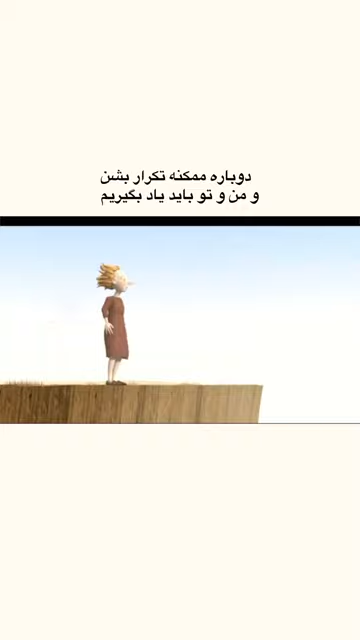 دوباره ممکنه تکرار بشن
و من و تو باید یاد بگیریم